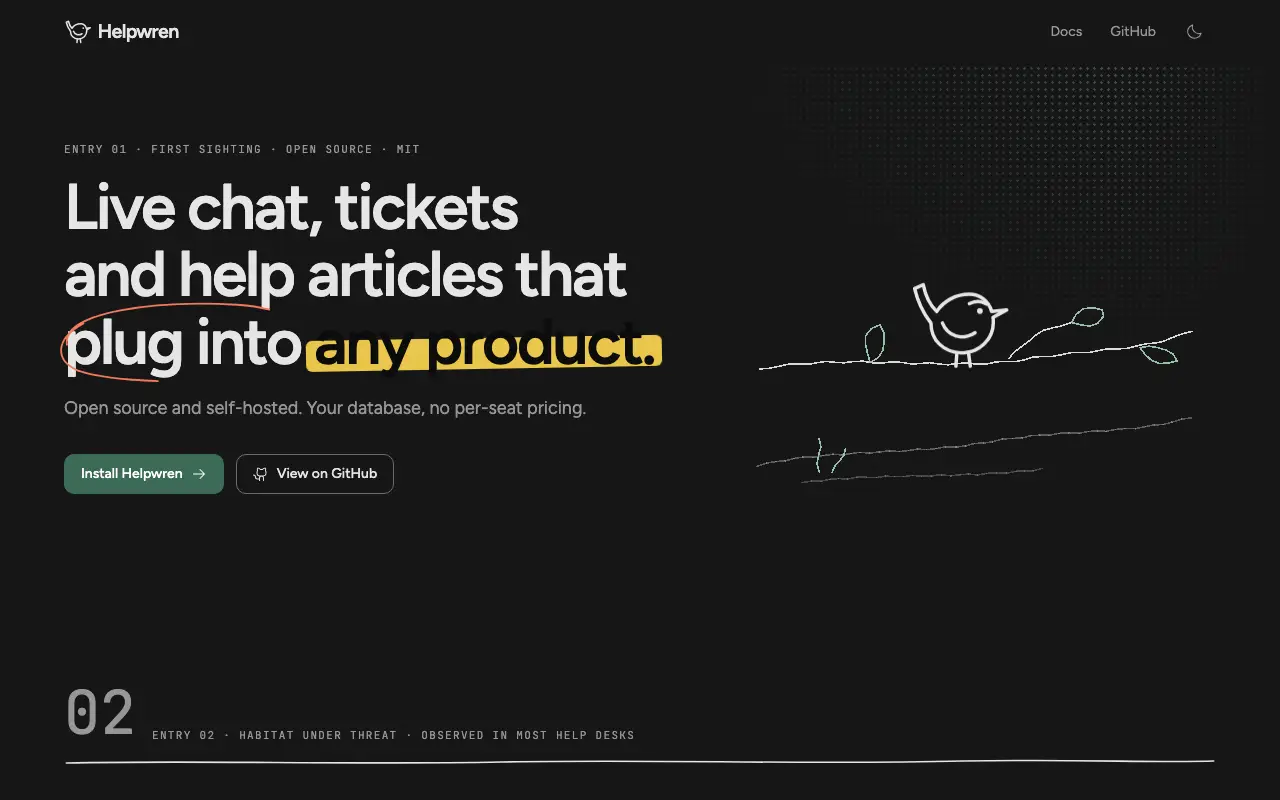 Helpwren
Docs
GitHub
ENTRY 01 · FIRST SIGHTING · OPEN SOURCE · MIT
Live chat, tickets
and help articles that
plug into any product.
Open source and self-hosted. Your database, no per-seat pricing.
Install Helpwren →
View on GitHub
02
ENTRY 02 · HABITAT UNDER THREAT · OBSERVED IN MOST HELP DESKS